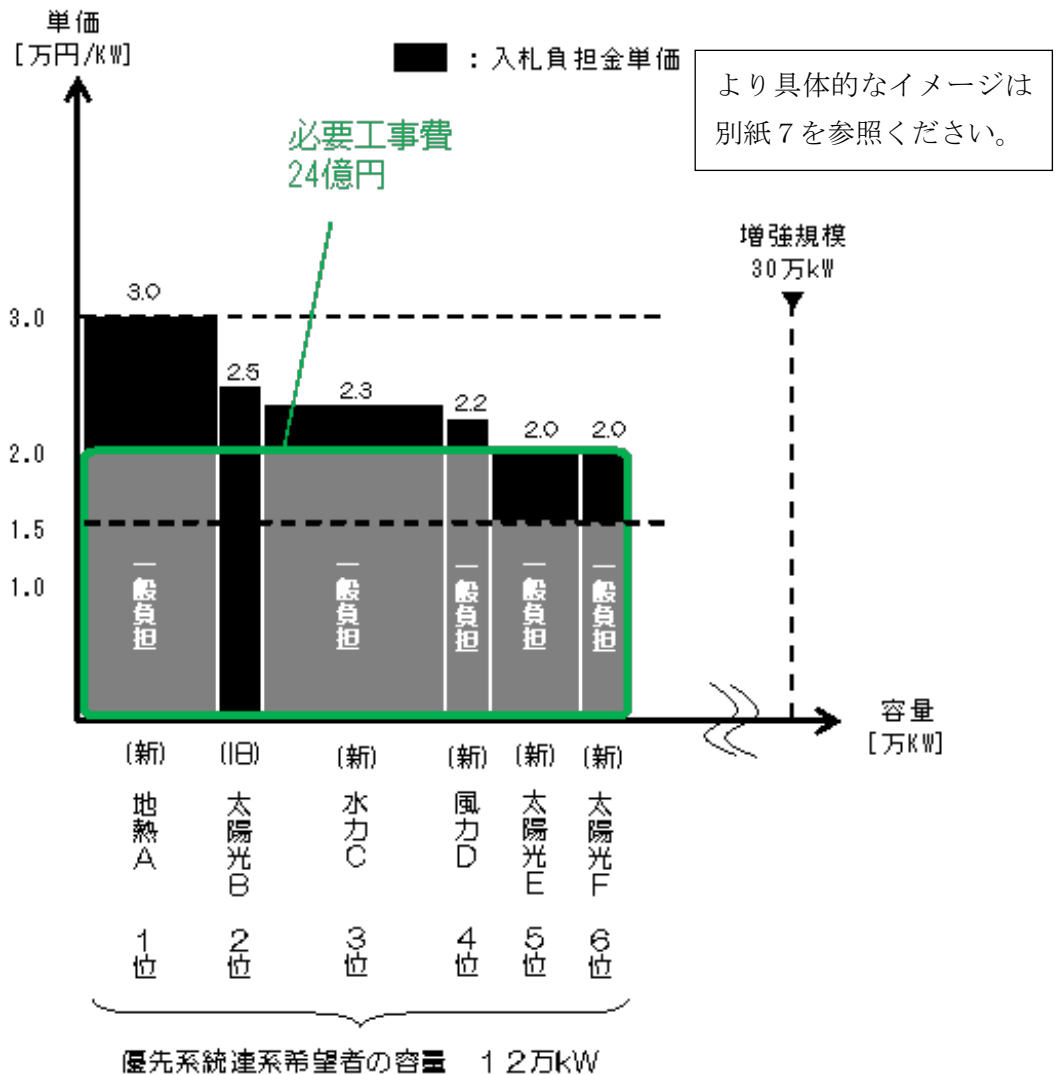 単価
[万円/KW]
:入札負担金単価
より具体的なイメージは
別紙7を参照ください。
必要工事費
24億円
増強規模
30万kW
3.0
3.0
2.5
2.3
2.2
2.0
2.0
2.0
1.5
1.0
一般負担
一般負担
一般負担
一般負担
一般負担
容量
[万KW]
(新)
(旧)
(新)
(新)
(新)
(新)
地熱A
太陽光B
水力C
風力D
太陽光E
太陽光F
1位
2位
3位
4位
5位
6位
優先系統連系希望者の容量 12万kW